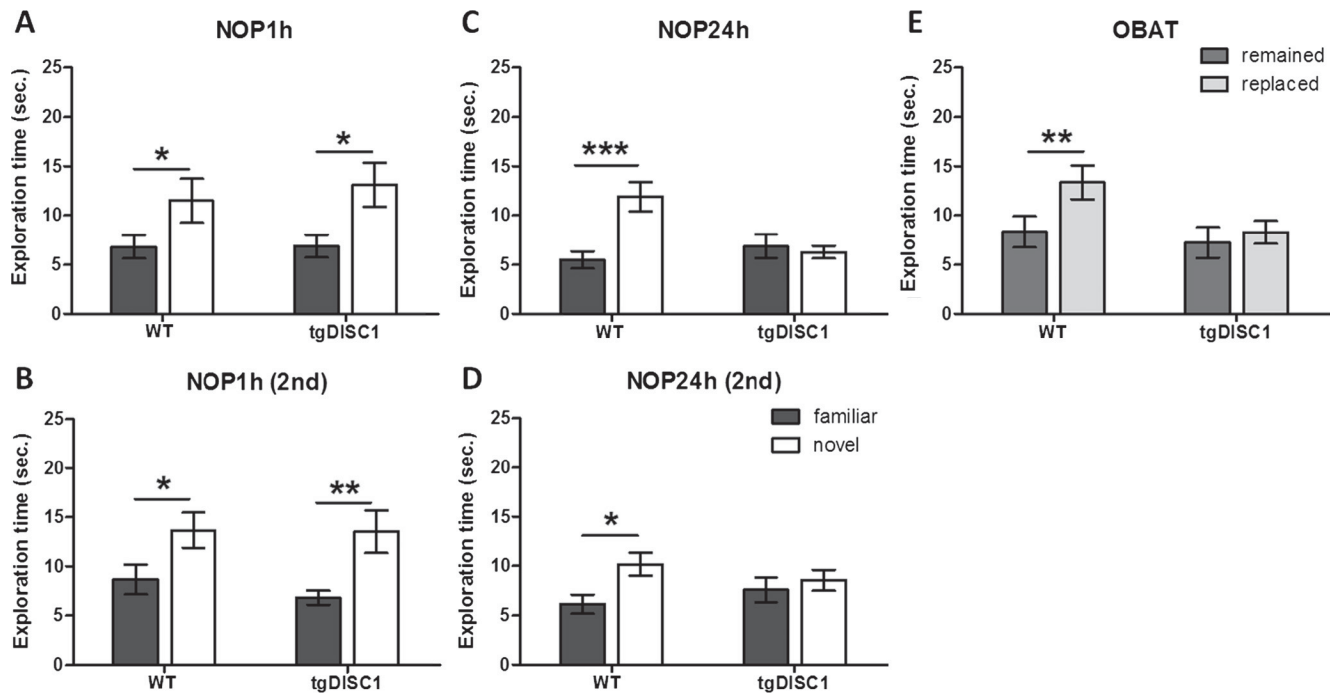 A
NOP1h
Exploration time (sec.)
25
20
15
10
5
0
*
*
WT
tgDISC1
B
NOP1h (2nd)
Exploration time (sec.)
25
20
15
10
5
0
*
**
WT
tgDISC1
C
NOP24h
Exploration time (sec.)
25
20
15
10
5
0
***
WT
tgDISC1
D
NOP24h (2nd)
familiar
novel
Exploration time (sec.)
25
20
15
10
5
0
*
WT
tgDISC1
E
OBAT
remained
replaced
Exploration time (sec.)
25
20
15
10
5
0
**
WT
tgDISC1